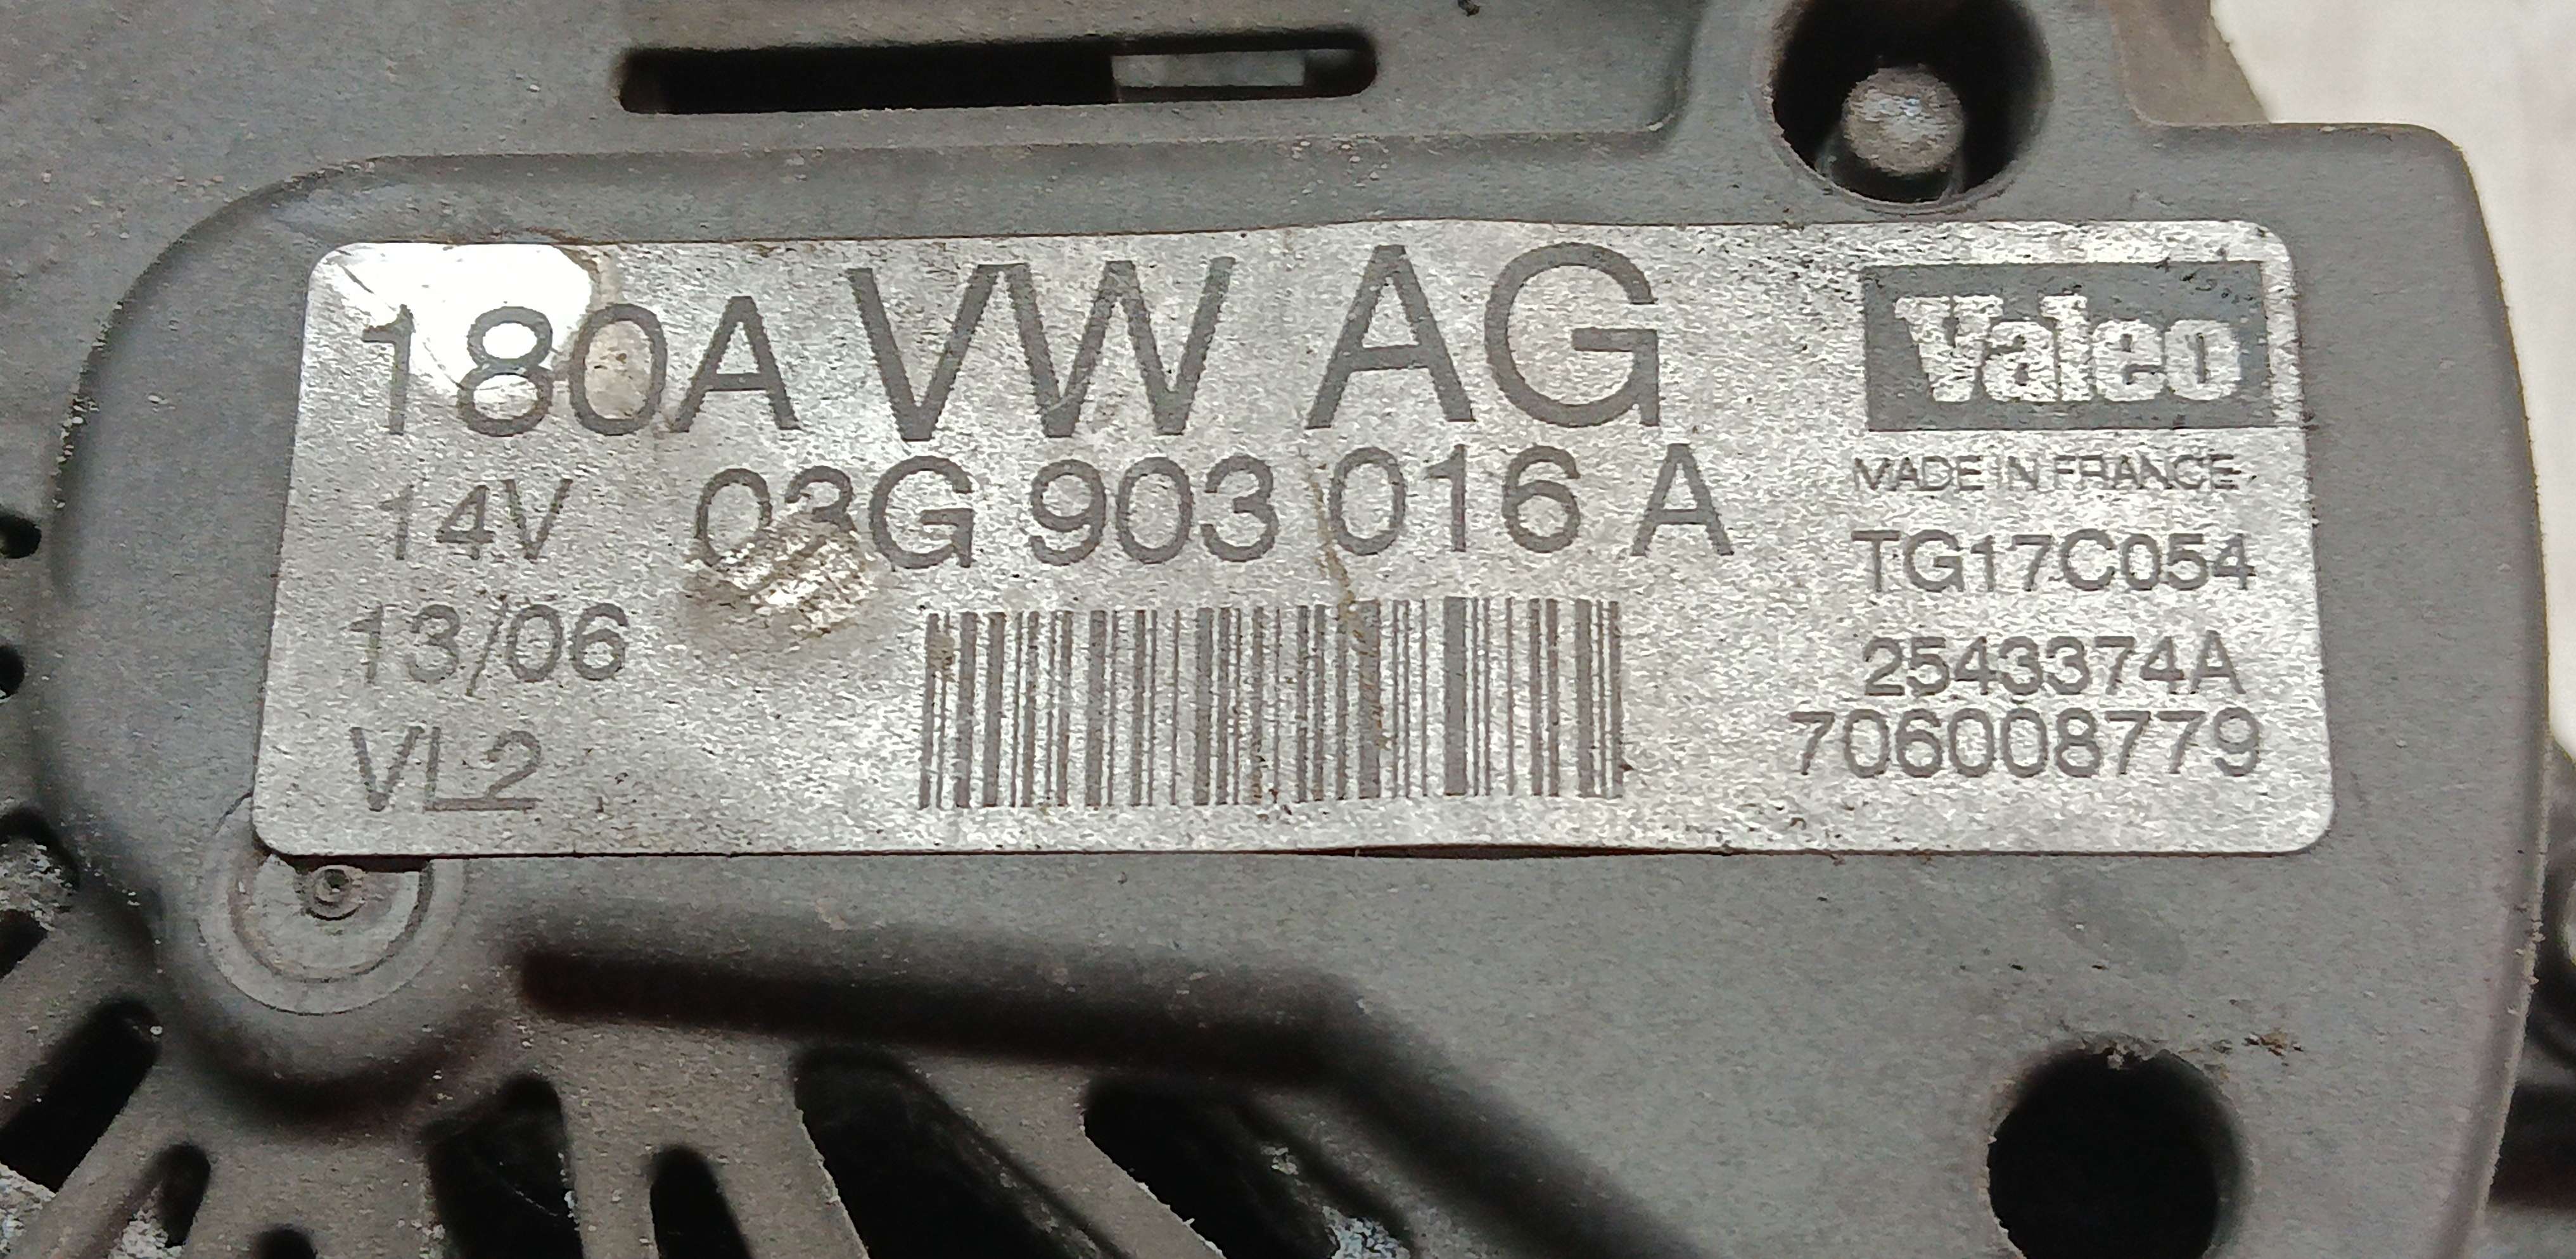 180A VW AG
14V 03G 903 016 A
13/06
VL2
Valeo
MADE IN FRANCE
TG17C054
2543374A
706008779